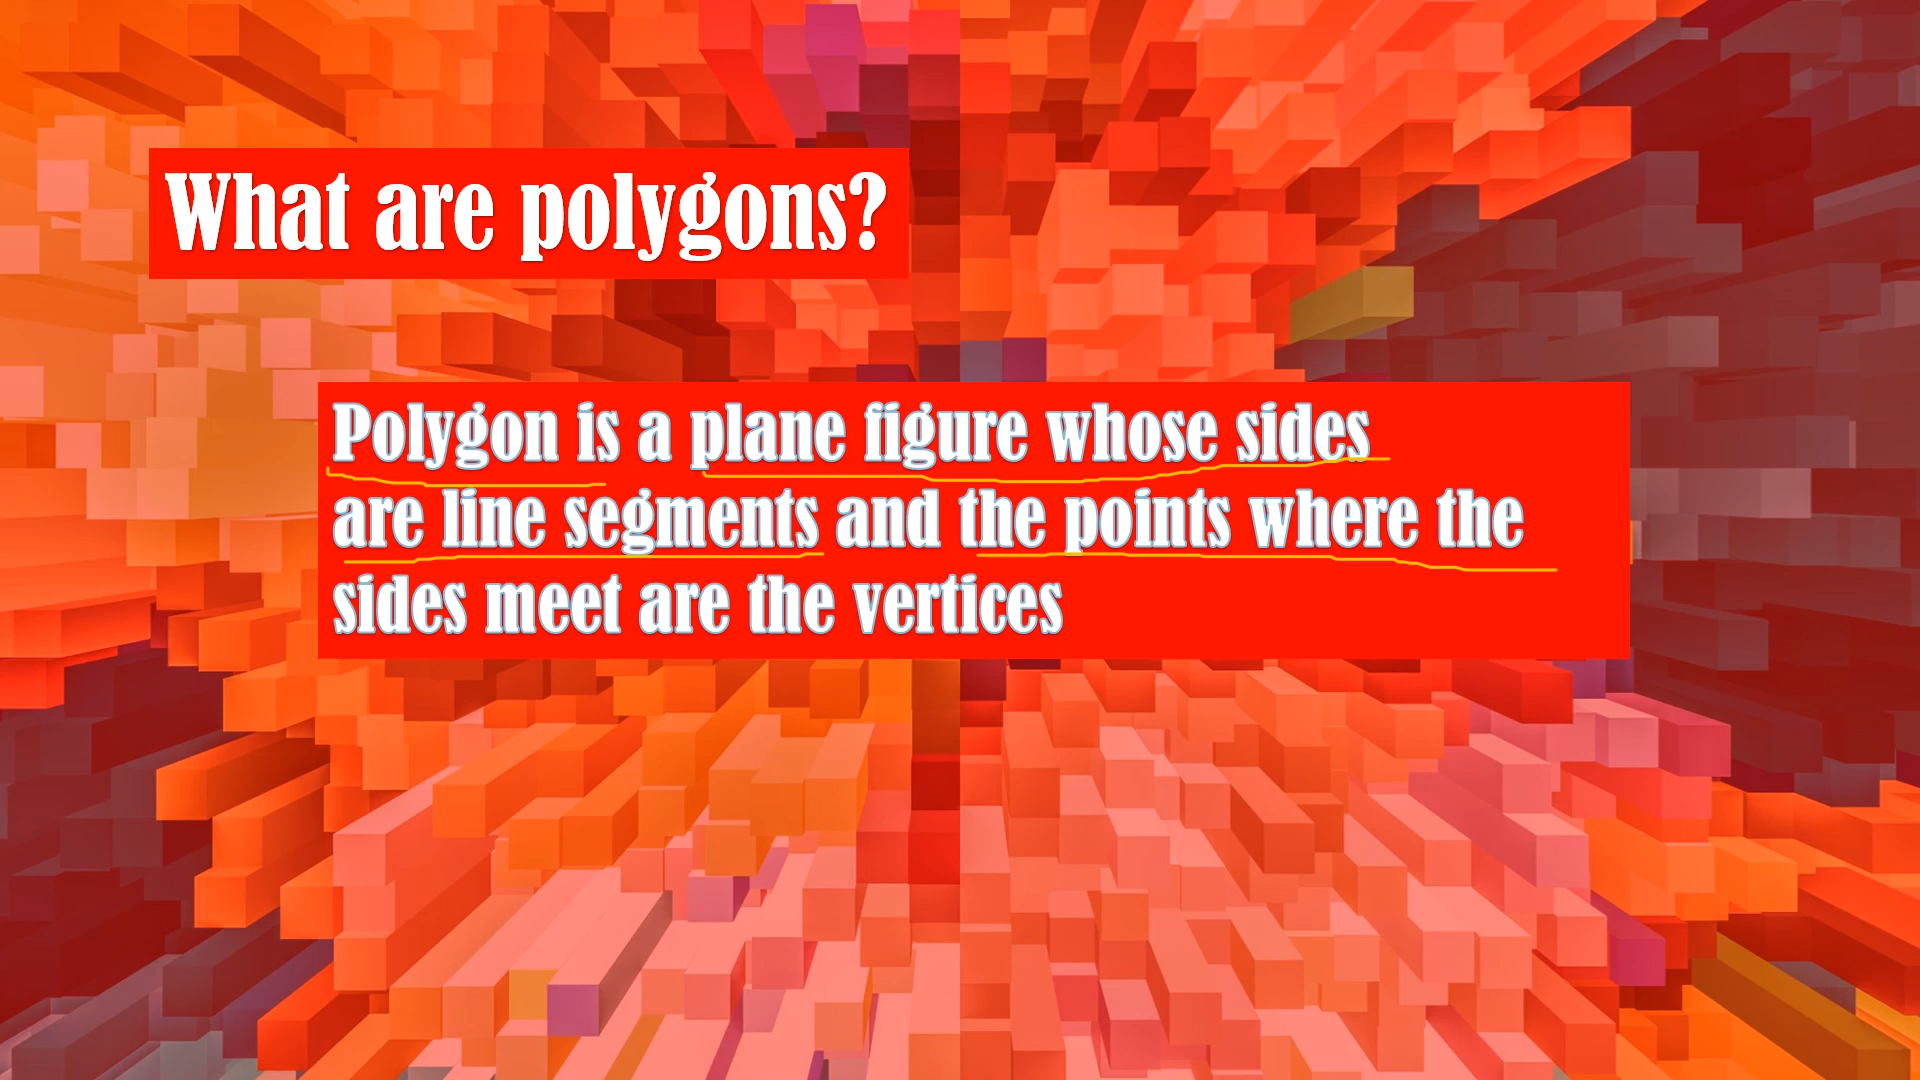 What are polygons?
Polygon is a plane figure whose sides
are line segments and the points where the
sides meet are the vertices